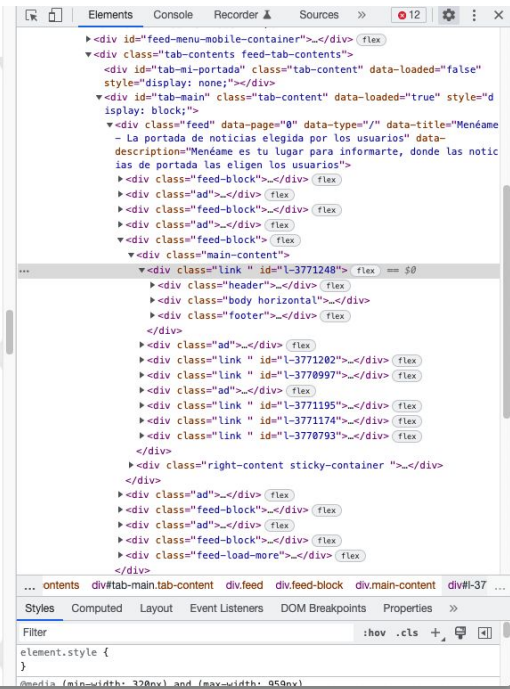 Elements Console Recorder Sources » 12
<div id="feed-menu-mobile-container">…</div> flex
<div class="tab-contents feed-tab-contents">
<div id="tab-mi-portada" class="tab-content" data-loaded="false"
style="display: none;"></div>
<div id="tab-main" class="tab-content" data-loaded="true" style="d
isplay: block;">
<div class="feed" data-page="0" data-type="/" data-title="Menéame
– La portada de noticias elegida por los usuarios" data-
description="Menéame es tu lugar para informarte, donde las notic
ias de portada las eligen los usuarios">
<div class="feed-block">…</div> flex
<div class="ad">…</div> flex
<div class="feed-block">…</div> flex
<div class="ad">…</div> flex
<div class="feed-block"> flex
<div class="main-content">
… <div class="link " id="l-3771248"> flex == $0
<div class="header">…</div> flex
<div class="body horizontal">…</div>
<div class="footer">…</div> flex
</div>
<div class="ad">…</div> flex
<div class="link " id="l-3771202">…</div> flex
<div class="link " id="l-3770997">…</div> flex
<div class="ad">…</div> flex
<div class="link " id="l-3771195">…</div> flex
<div class="link " id="l-3771174">…</div> flex
<div class="link " id="l-3770793">…</div> flex
</div>
<div class="right-content sticky-container ">…</div>
</div>
<div class="ad">…</div> flex
<div class="feed-block">…</div> flex
<div class="ad">…</div> flex
<div class="feed-block">…</div> flex
<div class="feed-load-more">…</div> flex
</div>
… ontents div#tab-main.tab-content div.feed div.feed-block div.main-content div#l-37 …
Styles Computed Layout Event Listeners DOM Breakpoints Properties »
Filter :hov .cls +
element.style {
}
@media (min-width: 320px) and (max-width: 959px)